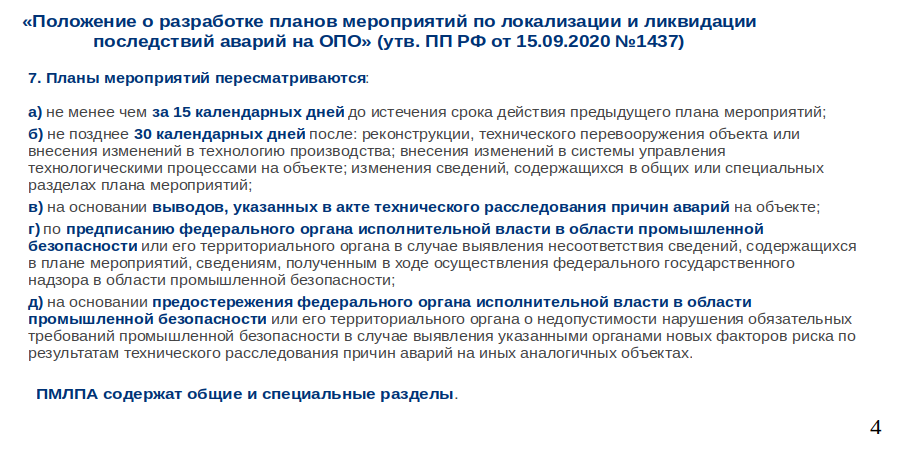 «Положение о разработке планов мероприятий по локализации и ликвидации
последствий аварий на ОПО» (утв. ПП РФ от 15.09.2020 №1437)
7. Планы мероприятий пересматриваются:
а) не менее чем за 15 календарных дней до истечения срока действия предыдущего плана мероприятий;
б) не позднее 30 календарных дней после: реконструкции, технического перевооружения объекта или
внесения изменений в технологию производства; внесения изменений в системы управления
технологическими процессами на объекте; изменения сведений, содержащихся в общих или специальных
разделах плана мероприятий;
в) на основании выводов, указанных в акте технического расследования причин аварий на объекте;
г) по предписанию федерального органа исполнительной власти в области промышленной
безопасности или его территориального органа в случае выявления несоответствия сведений, содержащихся
в плане мероприятий, сведениям, полученным в ходе осуществления федерального государственного
надзора в области промышленной безопасности;
д) на основании предостережения федерального органа исполнительной власти в области
промышленной безопасности или его территориального органа о недопустимости нарушения обязательных
требований промышленной безопасности в случае выявления указанными органами новых факторов риска по
результатам технического расследования причин аварий на иных аналогичных объектах.
ПМЛПА содержат общие и специальные разделы.
4